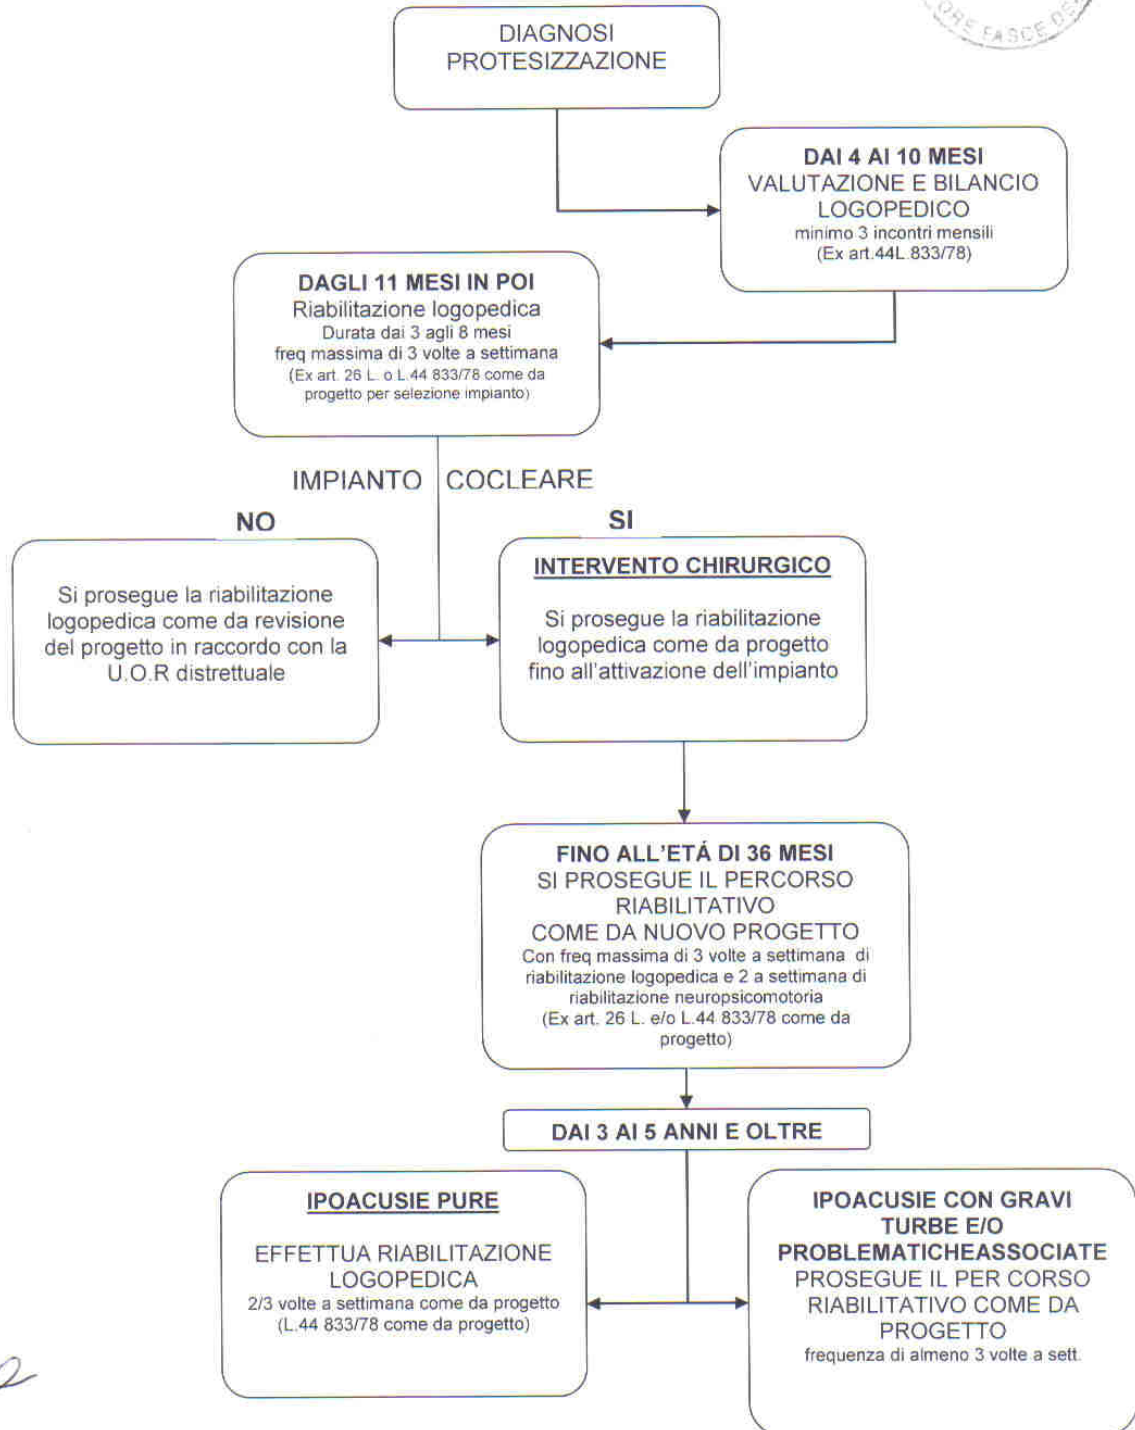 ORE FASCE DE
DIAGNOSI
PROTESIZZAZIONE
DAI 4 AI 10 MESI
VALUTAZIONE E BILANCIO
LOGOPEDICO
minimo 3 incontri mensili
(Ex art.44L.833/78)
DAGLI 11 MESI IN POI
Riabilitazione logopedica
Durata dai 3 agli 8 mesi
freq massima di 3 volte a settimana
(Ex art. 26 L. o L.44 833/78 come da
progetto per selezione impianto)
IMPIANTO COCLEARE
NO
SI
Si prosegue la riabilitazione
logopedica come da revisione
del progetto in raccordo con la
U.O.R distrettuale
INTERVENTO CHIRURGICO
Si prosegue la riabilitazione
logopedica come da progetto
fino all'attivazione dell'impianto
FINO ALL'ETÁ DI 36 MESI
SI PROSEGUE IL PERCORSO
RIABILITATIVO
COME DA NUOVO PROGETTO
Con freq massima di 3 volte a settimana di
riabilitazione logopedica e 2 a settimana di
riabilitazione neuropsicomotoria
(Ex art. 26 L. e/o L.44 833/78 come da
progetto)
DAI 3 AI 5 ANNI E OLTRE
IPOACUSIE PURE
EFFETTUA RIABILITAZIONE
LOGOPEDICA
2/3 volte a settimana come da progetto
(L.44 833/78 come da progetto)
IPOACUSIE CON GRAVI
TURBE E/O
PROBLEMATICHEASSOCIATE
PROSEGUE IL PER CORSO
RIABILITATIVO COME DA
PROGETTO
frequenza di almeno 3 volte a sett.